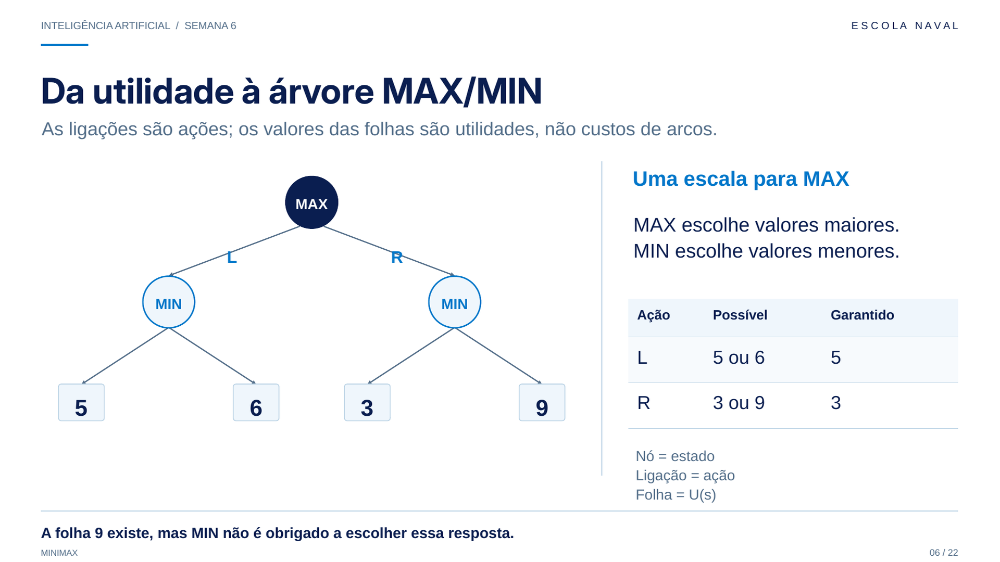 INTELIGÊNCIA ARTIFICIAL / SEMANA 6
ESCOLA NAVAL
Da utilidade à árvore MAX/MIN
As ligações são ações; os valores das folhas são utilidades, não custos de arcos.
MAX
L R
MIN MIN
5 6 3 9
Uma escala para MAX
MAX escolhe valores maiores.
MIN escolhe valores menores.
Ação Possível Garantido
L 5 ou 6 5
R 3 ou 9 3
Nó = estado
Ligação = ação
Folha = U(s)
A folha 9 existe, mas MIN não é obrigado a escolher essa resposta.
MINIMAX
06 / 22